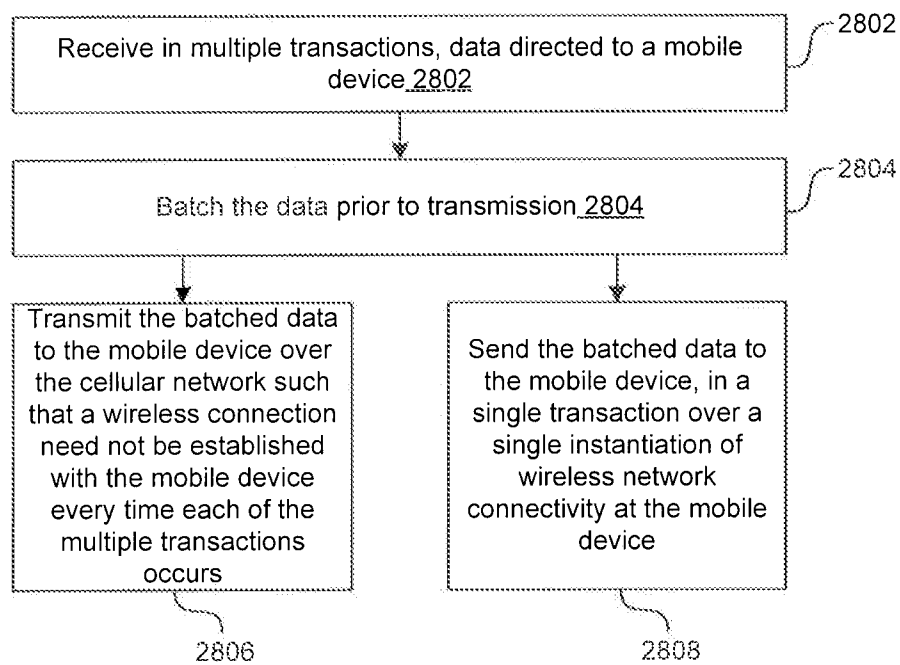 2802
Receive in multiple transactions, data directed to a mobile
device 2802
2804
Batch the data prior to transmission 2804
Transmit the batched data
to the mobile device over
the cellular network such
that a wireless connection
need not be established
with the mobile device
every time each of the
multiple transactions
occurs
Send the batched data to
the mobile device, in a
single transaction over a
single instantiation of
wireless network
connectivity at the mobile
device
2806
2808